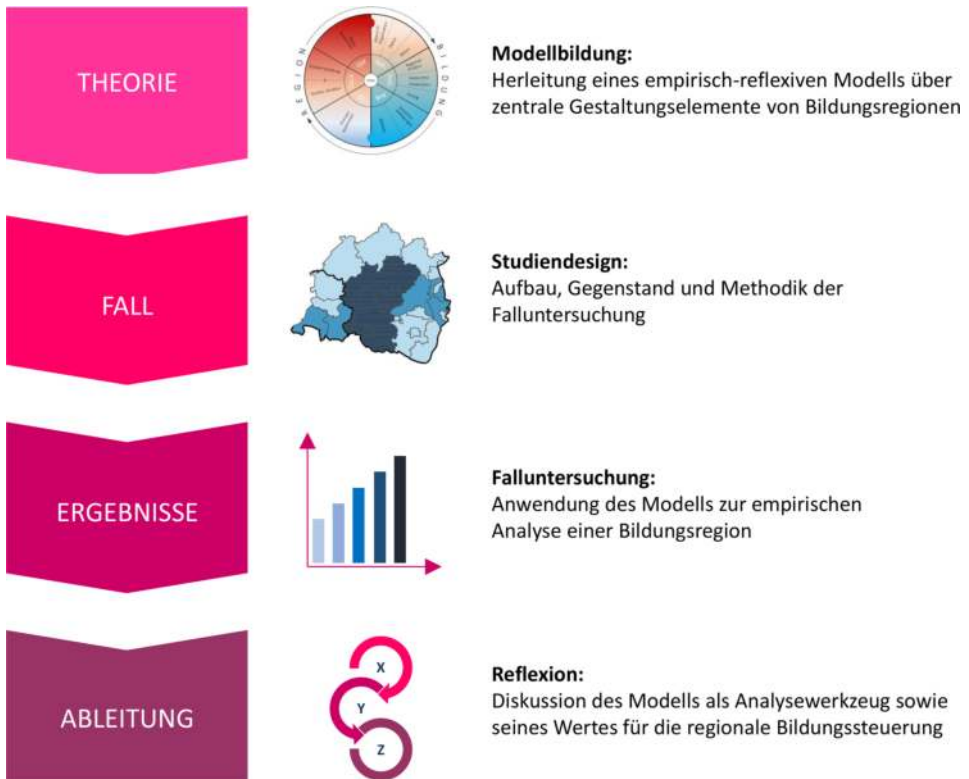 THEORIE
REGION
BILDUNG
Modellbildung:
Herleitung eines empirisch-reflexiven Modells über
zentrale Gestaltungselemente von Bildungsregionen
FALL
Studiendesign:
Aufbau, Gegenstand und Methodik der
Falluntersuchung
ERGEBNISSE
Falluntersuchung:
Anwendung des Modells zur empirischen
Analyse einer Bildungsregion
ABLEITUNG
X
Y
Z
Reflexion:
Diskussion des Modells als Analysewerkzeug sowie
seines Wertes für die regionale Bildungssteuerung